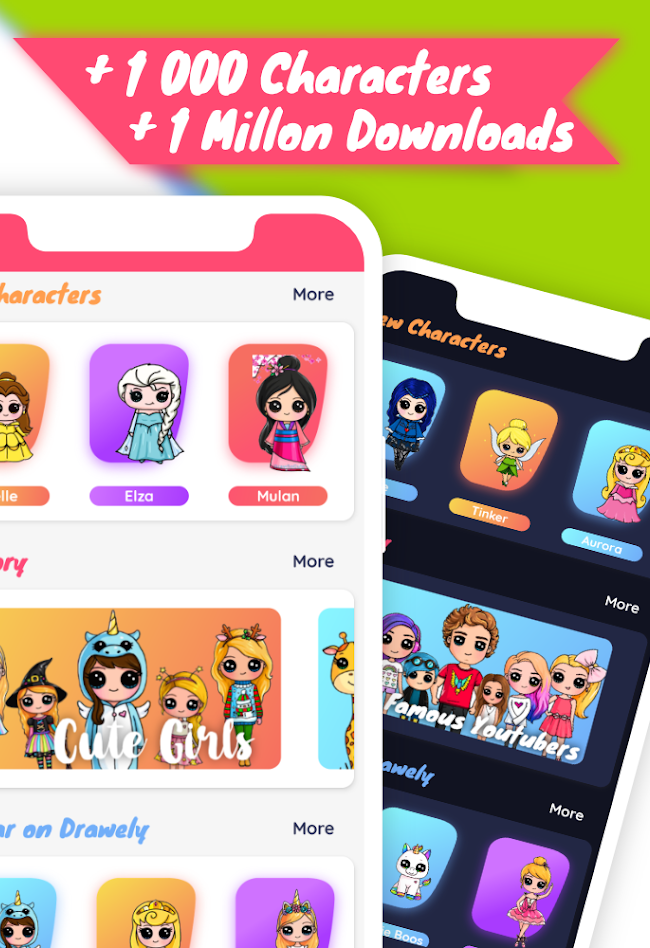 + 1 000 Characters
+ 1 Millon Downloads
haracters
More
lle
Elza
Mulan
ory
More
Cute Girls
ar on Drawely
More
ew Characters
Tinker
Aurora
More
Famous Youtubers
awely
More
e Boos